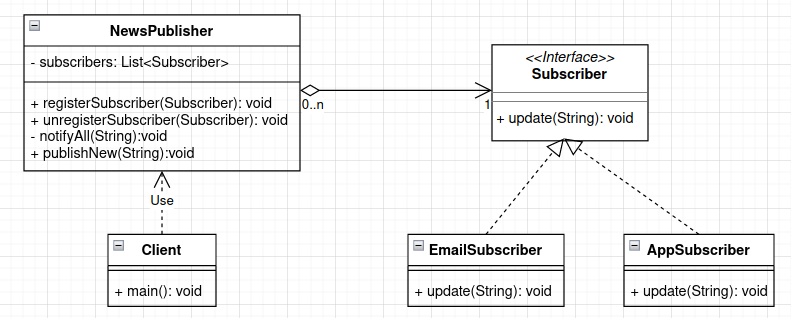 NewsPublisher
- subscribers: List<Subscriber>
+ registerSubscriber(Subscriber): void
+ unregisterSubscriber(Subscriber): void
- notifyAll(String):void
+ publishNew(String):void
0..n
1
<<Interface>>
Subscriber
+ update(String): void
Use
Client
+ main(): void
EmailSubscriber
+ update(String): void
AppSubscriber
+ update(String): void